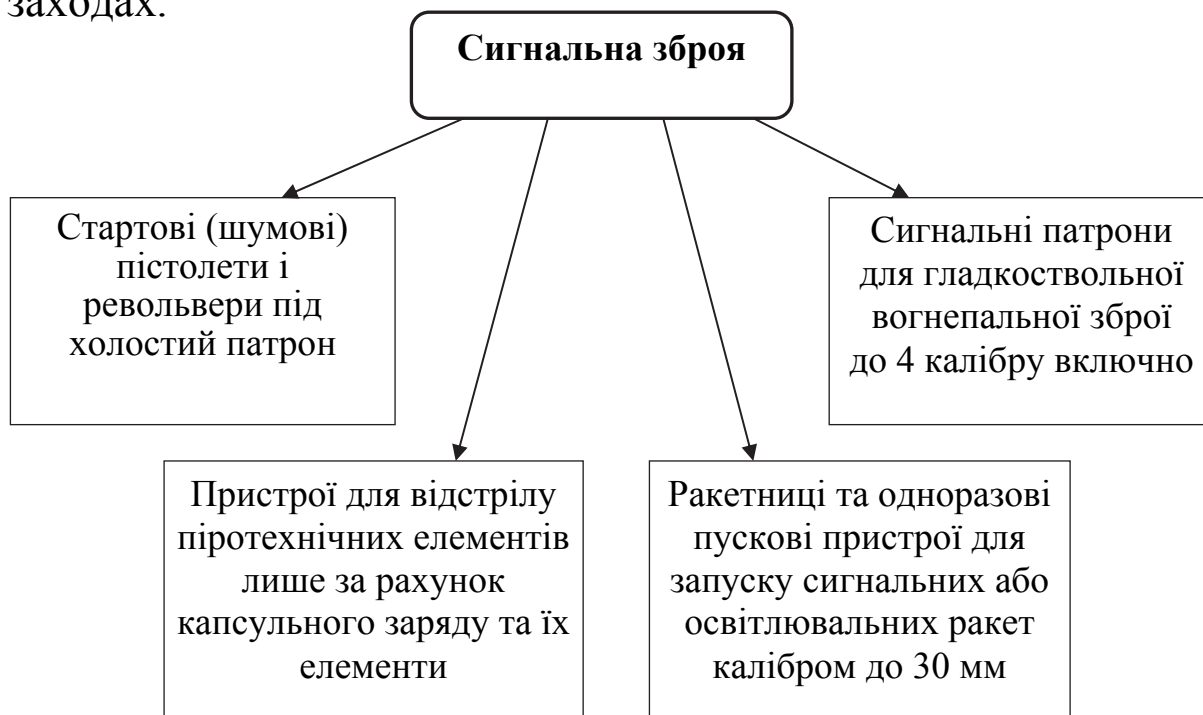 заходах.
Сигнальна зброя
Стартові (шумові)
пістолети і
револьвери під
холостий патрон
Сигнальні патрони
для гладкоствольної
вогнепальної зброї
до 4 калібру включно
Пристрої для відстрілу
піротехнічних елементів
лише за рахунок
капсульного заряду та їх
елементи
Ракетниці та одноразові
пускові пристрої для
запуску сигнальних або
освітлювальних ракет
калібром до 30 мм